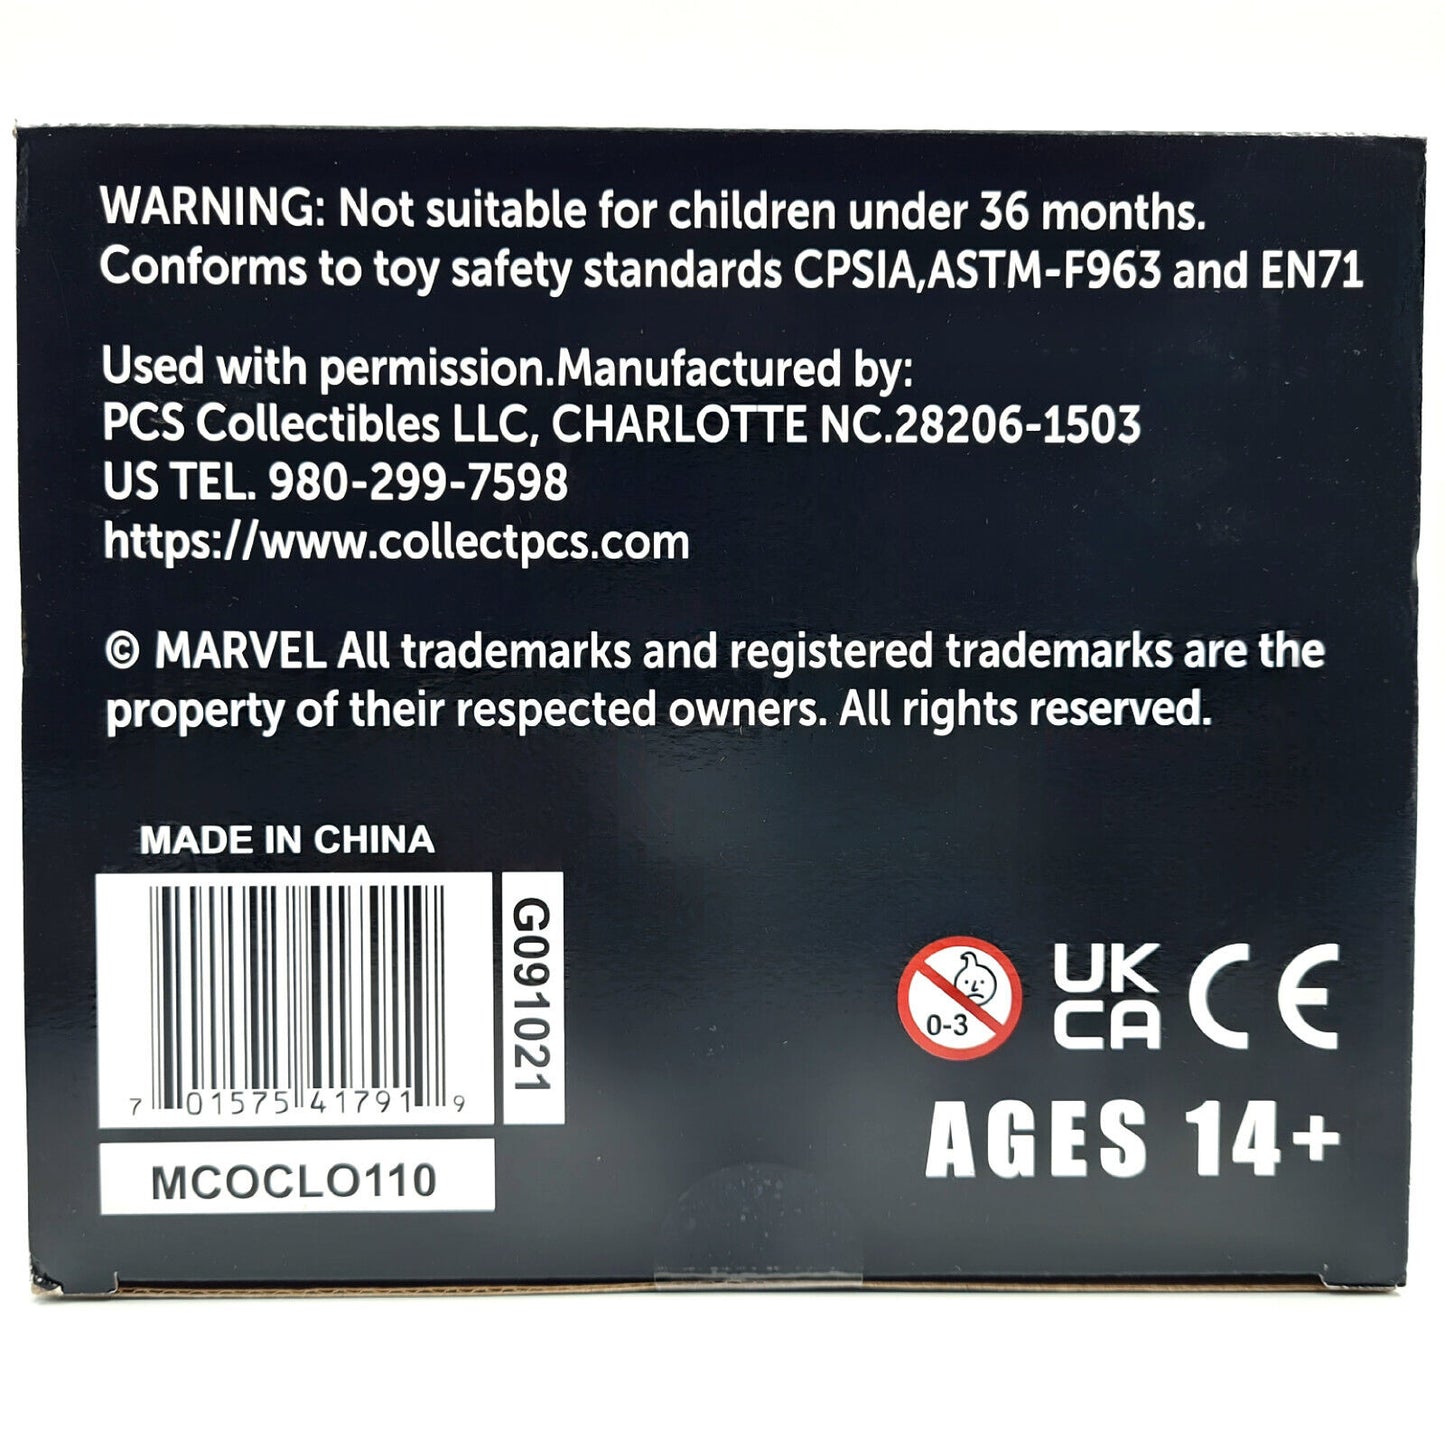 WARNING: Not suitable for children under 36 months.
Conforms to toy safety standards CPSIA,ASTM-F963 and EN71
Used with permission.Manufactured by:
PCS Collectibles LLC, CHARLOTTE NC.28206-1503
US TEL. 980-299-7598
https://www.collectpcs.com
© MARVEL All trademarks and registered trademarks are the
property of their respected owners. All rights reserved.
MADE IN CHINA
7 01575 41791 9
G091021
MCOCLO110
0-3
UK
CA
CE
AGES 14+